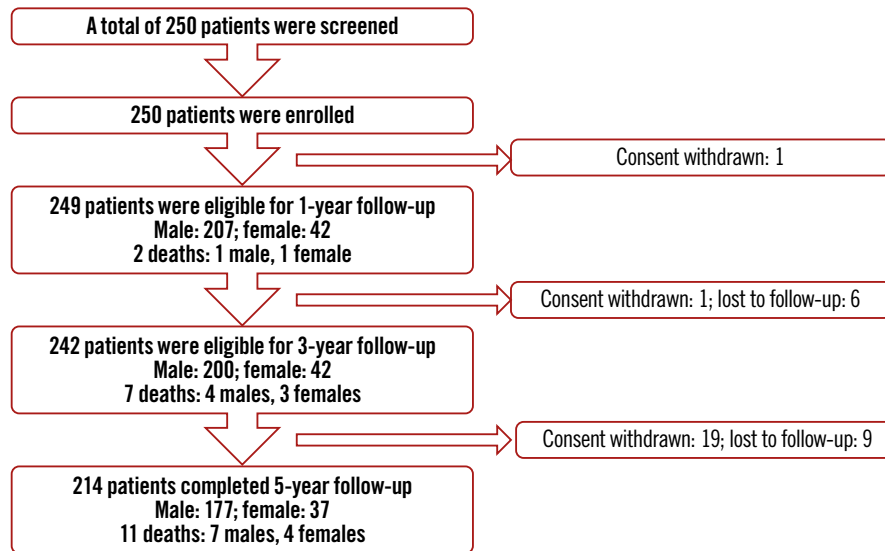 A total of 250 patients were screened
250 patients were enrolled
Consent withdrawn: 1
249 patients were eligible for 1-year follow-up
Male: 207; female: 42
2 deaths: 1 male, 1 female
Consent withdrawn: 1; lost to follow-up: 6
242 patients were eligible for 3-year follow-up
Male: 200; female: 42
7 deaths: 4 males, 3 females
Consent withdrawn: 19; lost to follow-up: 9
214 patients completed 5-year follow-up
Male: 177; female: 37
11 deaths: 7 males, 4 females